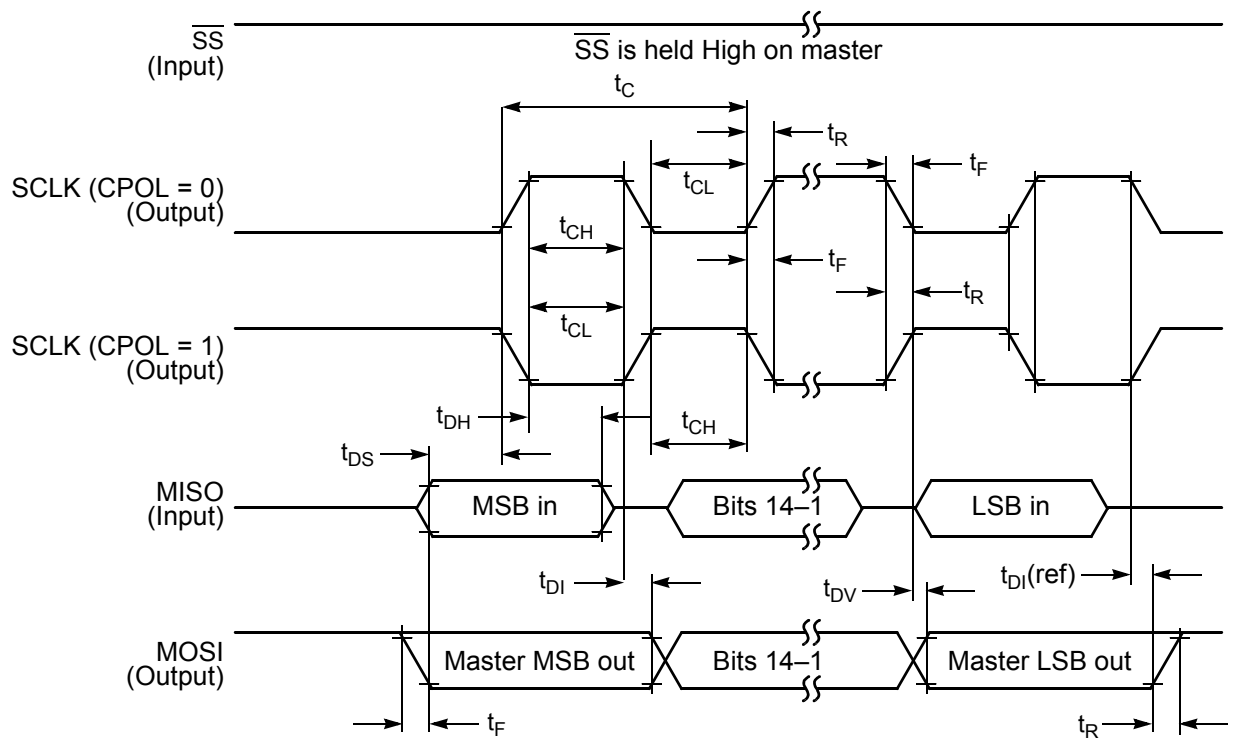 SS
(Input)
SS is held High on master
tC
tR
tF
SCLK (CPOL = 0)
(Output)
tCL
tCH
tF
tR
tCL
SCLK (CPOL = 1)
(Output)
tDH
tCH
tDS
MISO
(Input)
MSB in
Bits 14–1
LSB in
tDI
tDV
tDI(ref)
MOSI
(Output)
Master MSB out
Bits 14–1
Master LSB out
tF
tR